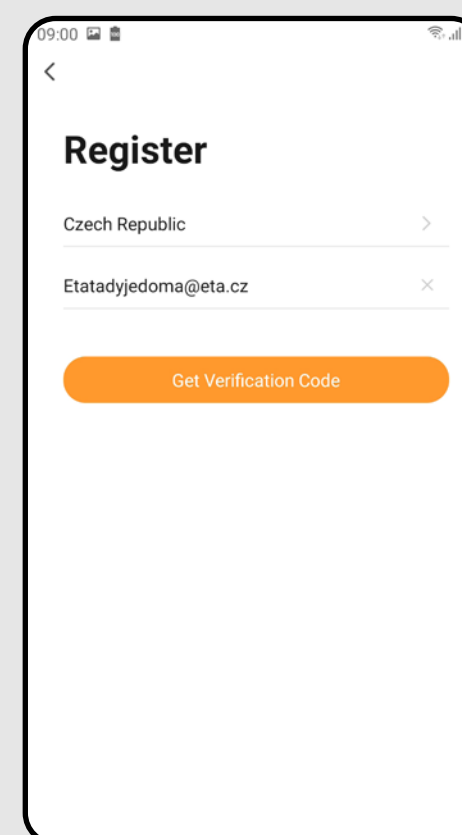 09:00
Register
Czech Republic
Etatadyjedoma@eta.cz
Get Verification Code